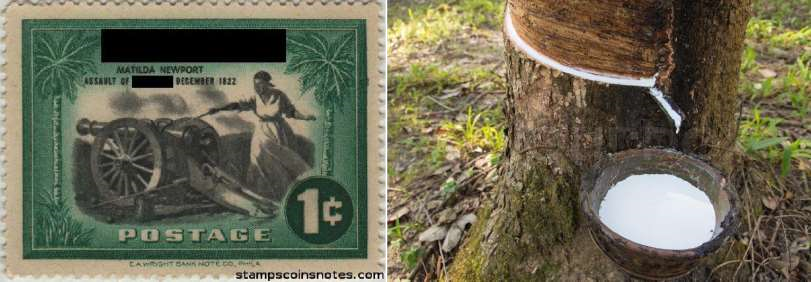 MATILDA NEWPORT
ASSAULT OF DECEMBER 1822
1¢
POSTAGE
E.A. WRIGHT BANK NOTE CO., PHILA.
stampscoinsnotes.com